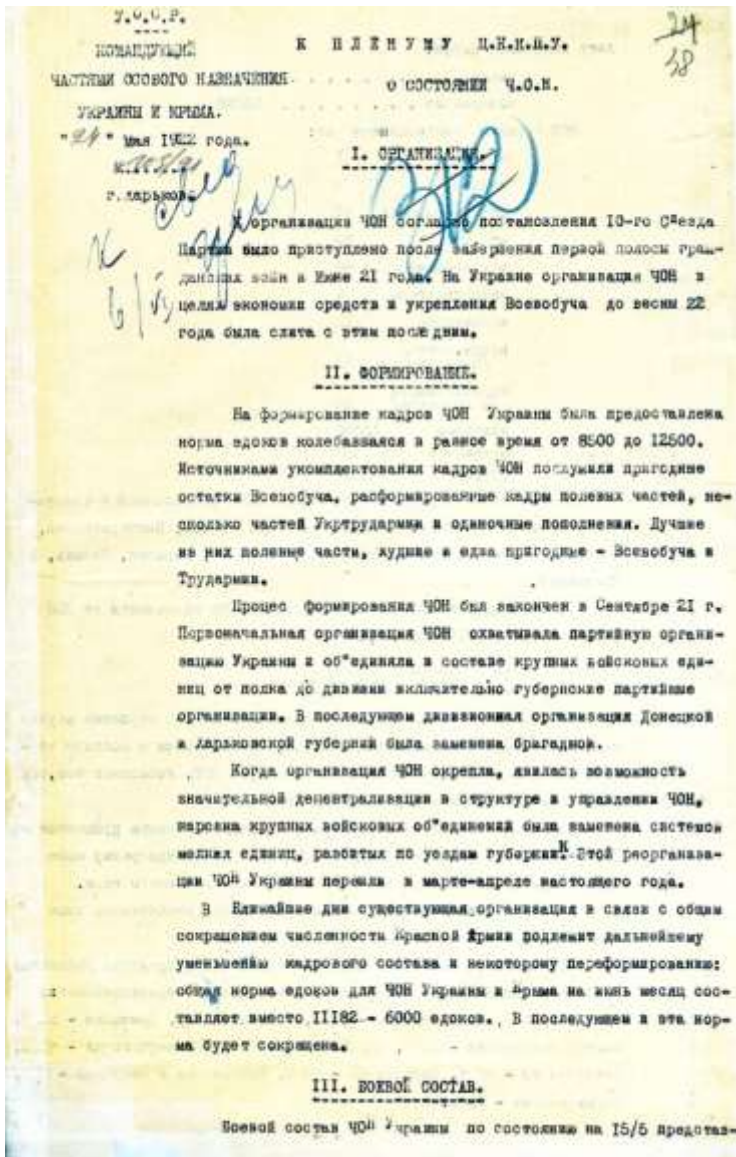 У.С.С.Р.
КОМАНДУЮЩИЙ
ЧАСТЯМИ ОСОБОГО НАЗНАЧЕНИЯ
УКРАИНЫ И КРЫМА.
"24" мая 1922 года.
г.Харьков.
К ПЛЕНУМУ Ц.К.К.П.У.
О СОСТОЯНИИ Ч.О.Н.
24
38
I. ОРГАНИЗАЦИЯ.
К организации ЧОН согласно постановления 10-го С"езда
Партии было приступлено после завершения первой полосы граж-
данских войн в Июне 21 года. На Украине организация ЧОН в
целях экономии средств и укрепления Всевобуча до весны 22
года была слита с этим последним.
II. ФОРМИРОВАНИЕ.
На формирование кадров ЧОН Украины была предоставлена
норма едоков колебавшаяся в разное время от 8500 до 12500.
Источниками укомплектования кадров ЧОН послужили пригодные
остатки Всевобуча, расформированные кадры полевых частей, не-
сколько частей Укртрудармии и одиночные пополнения. Лучшие
из них полевые части, худшие и едва пригодные - Всевобуча и
Трудармии.
Процес формирования ЧОН был закончен в Сентябре 21 г.
Первоначальная организация ЧОН охватывала партийную органи-
зацию Украины и об"единяла в составе крупных войсковых еди-
ниц от полка до дивизии включительно губернские партийные
организации. В последующем дивизионная организация Донецкой
и Харьковской губерний была заменена бригадной.
Когда организация ЧОН окрепла, явилась возможность
значительной децентрализации в структуре и управлении ЧОН,
крупных войсковых об"единений была заменена системой
мелких единиц, развитых по уездам губернии. К этой реорганиза-
ции ЧОН Украины перешли в марте-апреле настоящего года.
В Ближайшие дни существующая организация в связи с общим
сокращением численности Красной Армии подлежит дальнейшему
уменьшению кадрового состава и некоторому переформированию:
общая норма едоков для ЧОН Украины и Крыма на июнь месяц сос-
тавляет вместо III82 - 6000 едоков., В последующем и эта нор-
ма будет сокращена.
III. БОЕВОЙ СОСТАВ.
Боевой состав ЧОН Украины по состоянию на 15/5 представ-